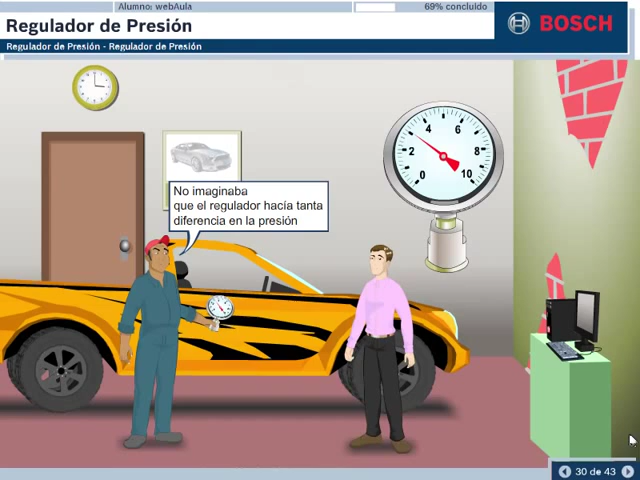 Alumno: webAula
69% concluído
Regulador de Presión
BOSCH
Regulador de Presión - Regulador de Presión
No imaginaba
que el regulador hacía tanta
diferencia en la presión
0 2 4 6 8 10
30 de 43